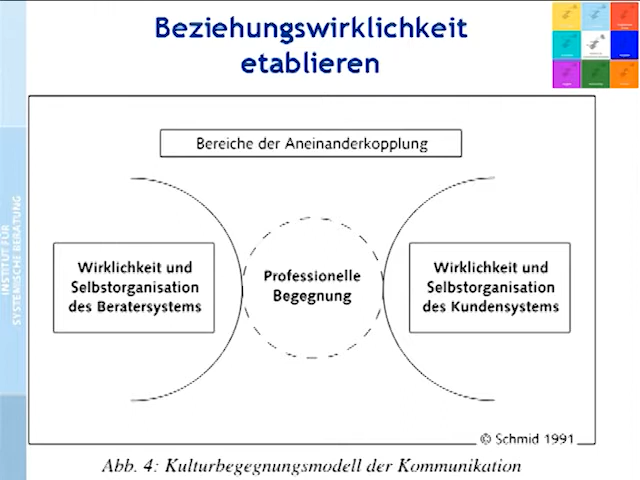 Beziehungswirklichkeit
etablieren
Bereiche der Aneinanderkopplung
Wirklichkeit und
Selbstorganisation
des Beratersystems
Professionelle
Begegnung
Wirklichkeit und
Selbstorganisation
des Kundensystems
© Schmid 1991
Abb. 4: Kulturbegegnungsmodell der Kommunikation
INSTITUT FÜR
SYSTEMISCHE BERATUNG